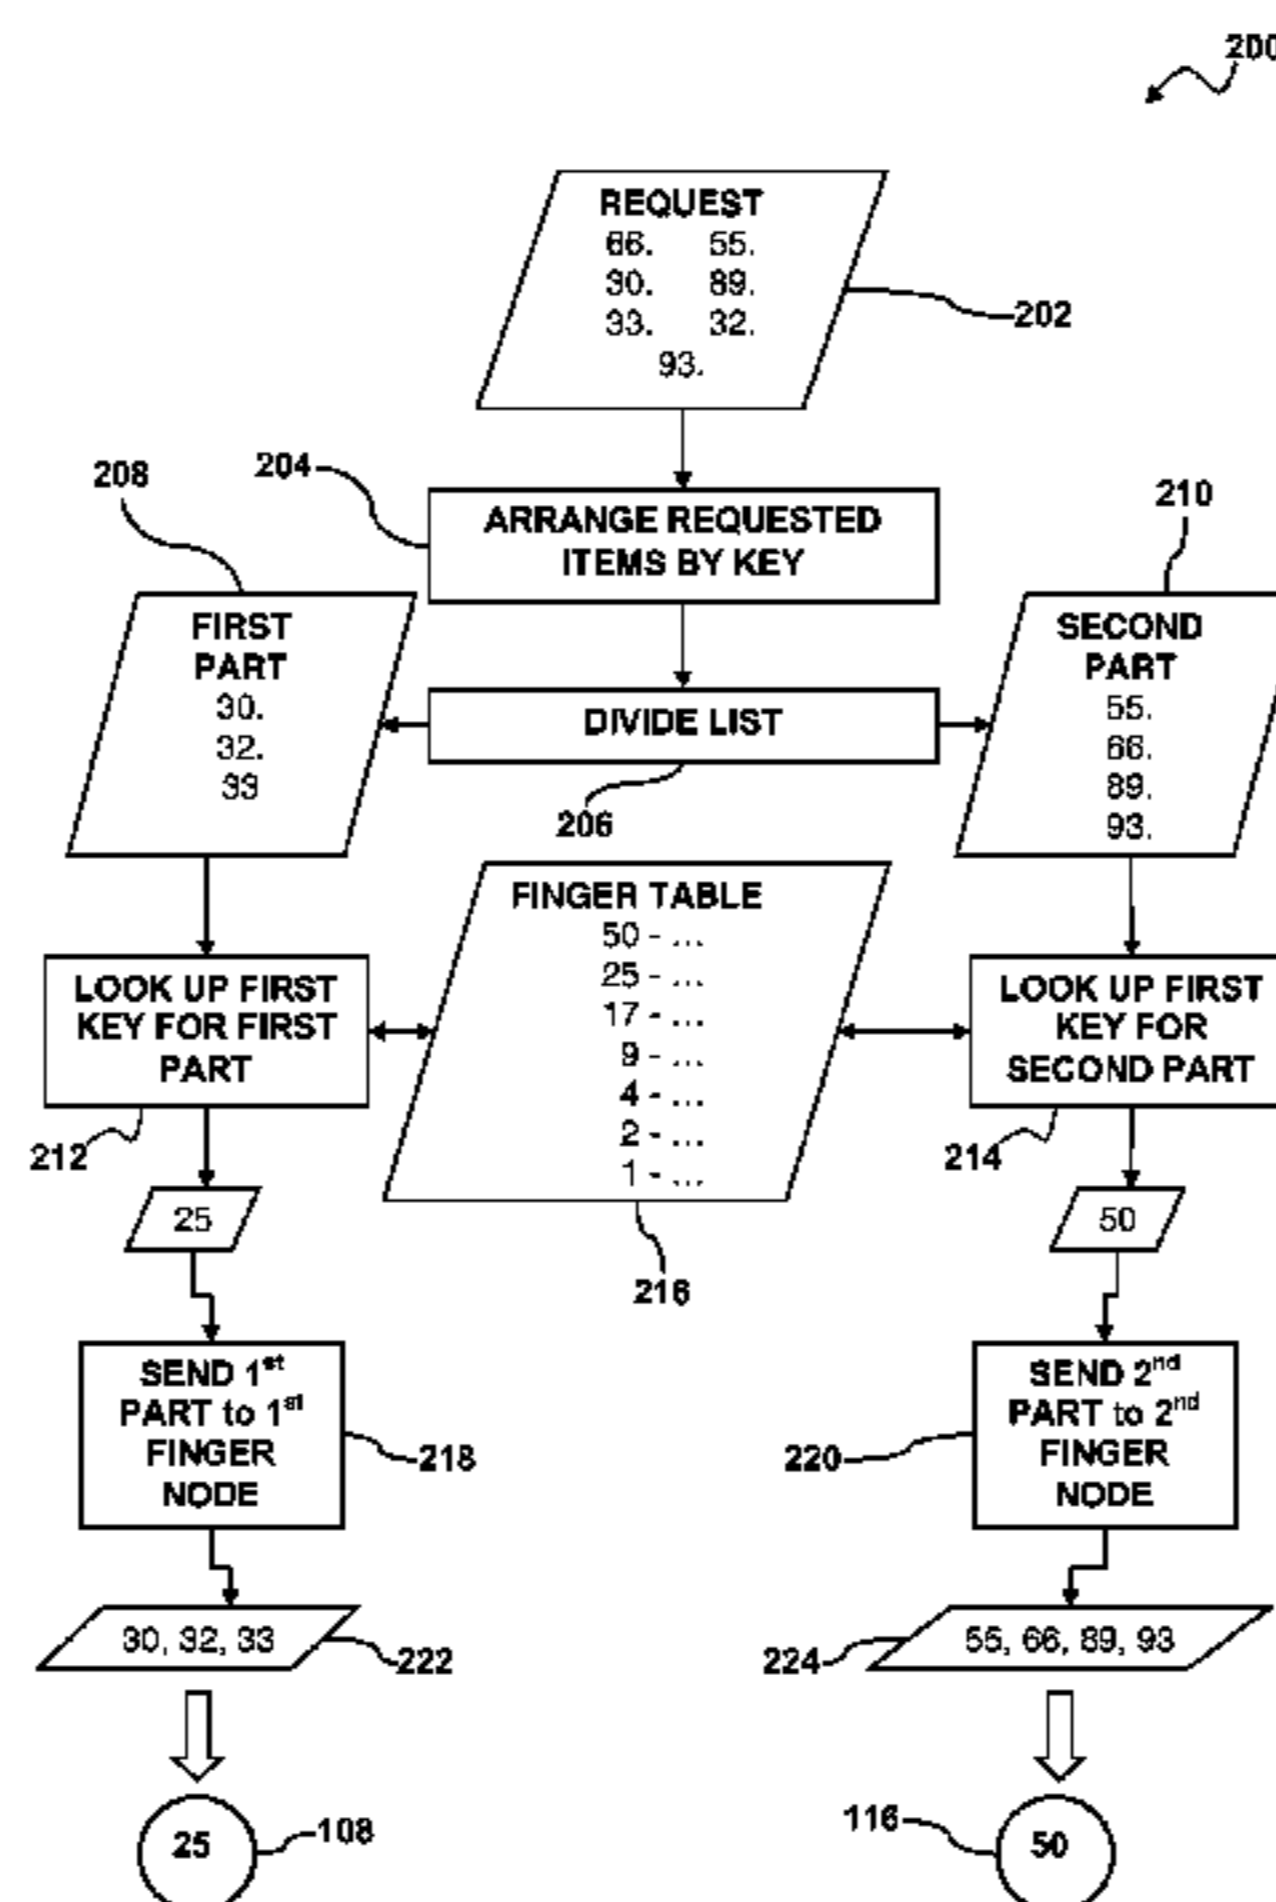 200
REQUEST
66. 55.
30. 89.
33. 32.
93.
202
204
ARRANGE REQUESTED
ITEMS BY KEY
208
FIRST
PART
30.
32.
33
210
SECOND
PART
55.
66.
89.
93.
DIVIDE LIST
206
FINGER TABLE
50 - ...
25 - ...
17 - ...
9 - ...
4 - ...
2 - ...
1 - ...
216
LOOK UP FIRST
KEY FOR FIRST
PART
212
LOOK UP FIRST
KEY FOR
SECOND PART
214
25
50
SEND 1st
PART to 1st
FINGER
NODE
218
SEND 2nd
PART to 2nd
FINGER
NODE
220
30, 32, 33
222
55, 66, 89, 93
224
25
108
50
116